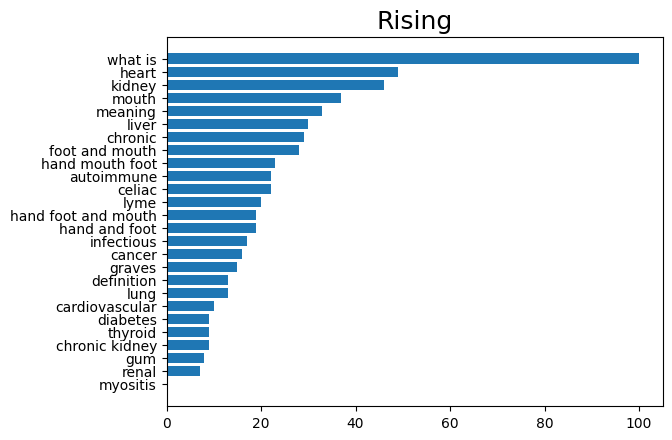 Rising
what is
heart
kidney
mouth
meaning
liver
chronic
foot and mouth
hand mouth foot
autoimmune
celiac
lyme
hand foot and mouth
hand and foot
infectious
cancer
graves
definition
lung
cardiovascular
diabetes
thyroid
chronic kidney
gum
renal
myositis
0 20 40 60 80 100